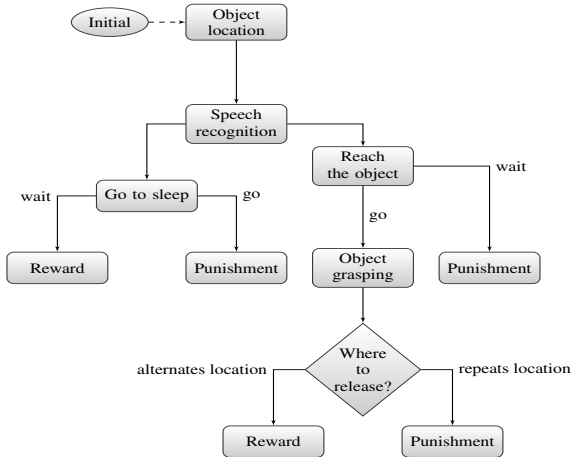 Initial
Object
location
Speech
recognition
Reach
the object
wait
Go to sleep
go
wait
go
Reward
Punishment
Object
grasping
Punishment
Where
to
release?
alternates location
repeats location
Reward
Punishment